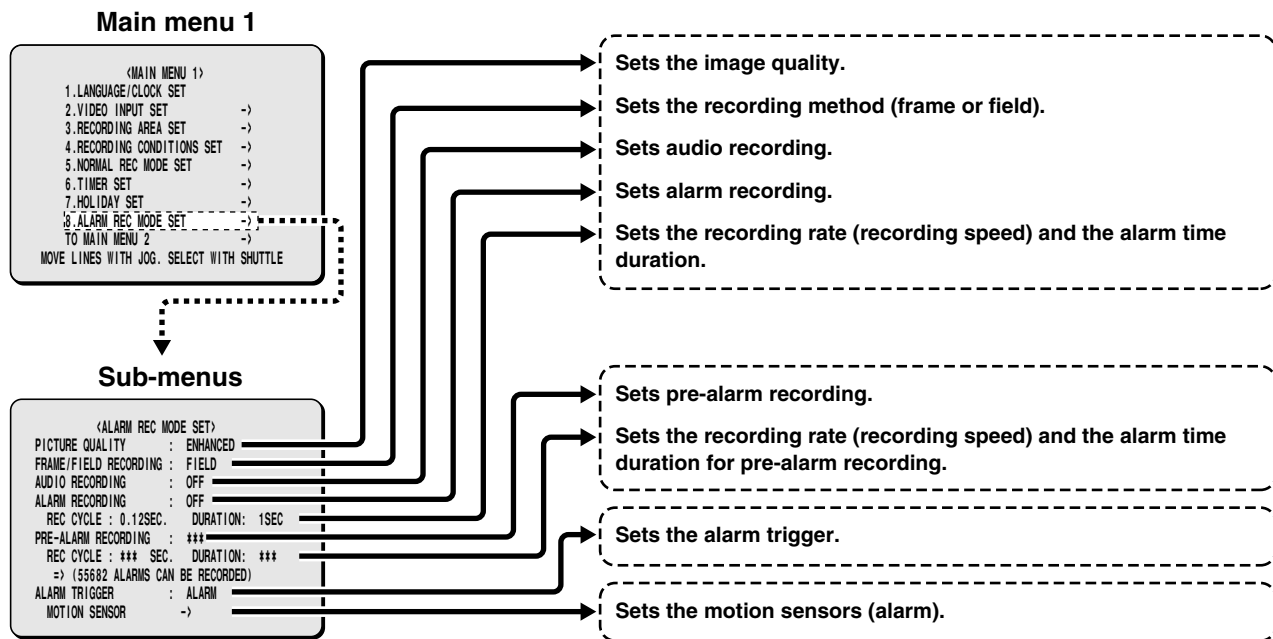 Main menu 1
<MAIN MENU 1>
1.LANGUAGE/CLOCK SET
2.VIDEO INPUT SET ->
3.RECORDING AREA SET ->
4.RECORDING CONDITIONS SET ->
5.NORMAL REC MODE SET ->
6.TIMER SET ->
7.HOLIDAY SET ->
8.ALARM REC MODE SET ->
TO MAIN MENU 2 ->
MOVE LINES WITH JOG. SELECT WITH SHUTTLE
Sub-menus
<ALARM REC MODE SET>
PICTURE QUALITY : ENHANCED
FRAME/FIELD RECORDING : FIELD
AUDIO RECORDING : OFF
ALARM RECORDING : OFF
REC CYCLE : 0.12SEC. DURATION: 1SEC
PRE-ALARM RECORDING : ***
REC CYCLE : *** SEC. DURATION: ***
=> (55682 ALARMS CAN BE RECORDED)
ALARM TRIGGER : ALARM
MOTION SENSOR ->
Sets the image quality.
Sets the recording method (frame or field).
Sets audio recording.
Sets alarm recording.
Sets the recording rate (recording speed) and the alarm time
duration.
Sets pre-alarm recording.
Sets the recording rate (recording speed) and the alarm time
duration for pre-alarm recording.
Sets the alarm trigger.
Sets the motion sensors (alarm).